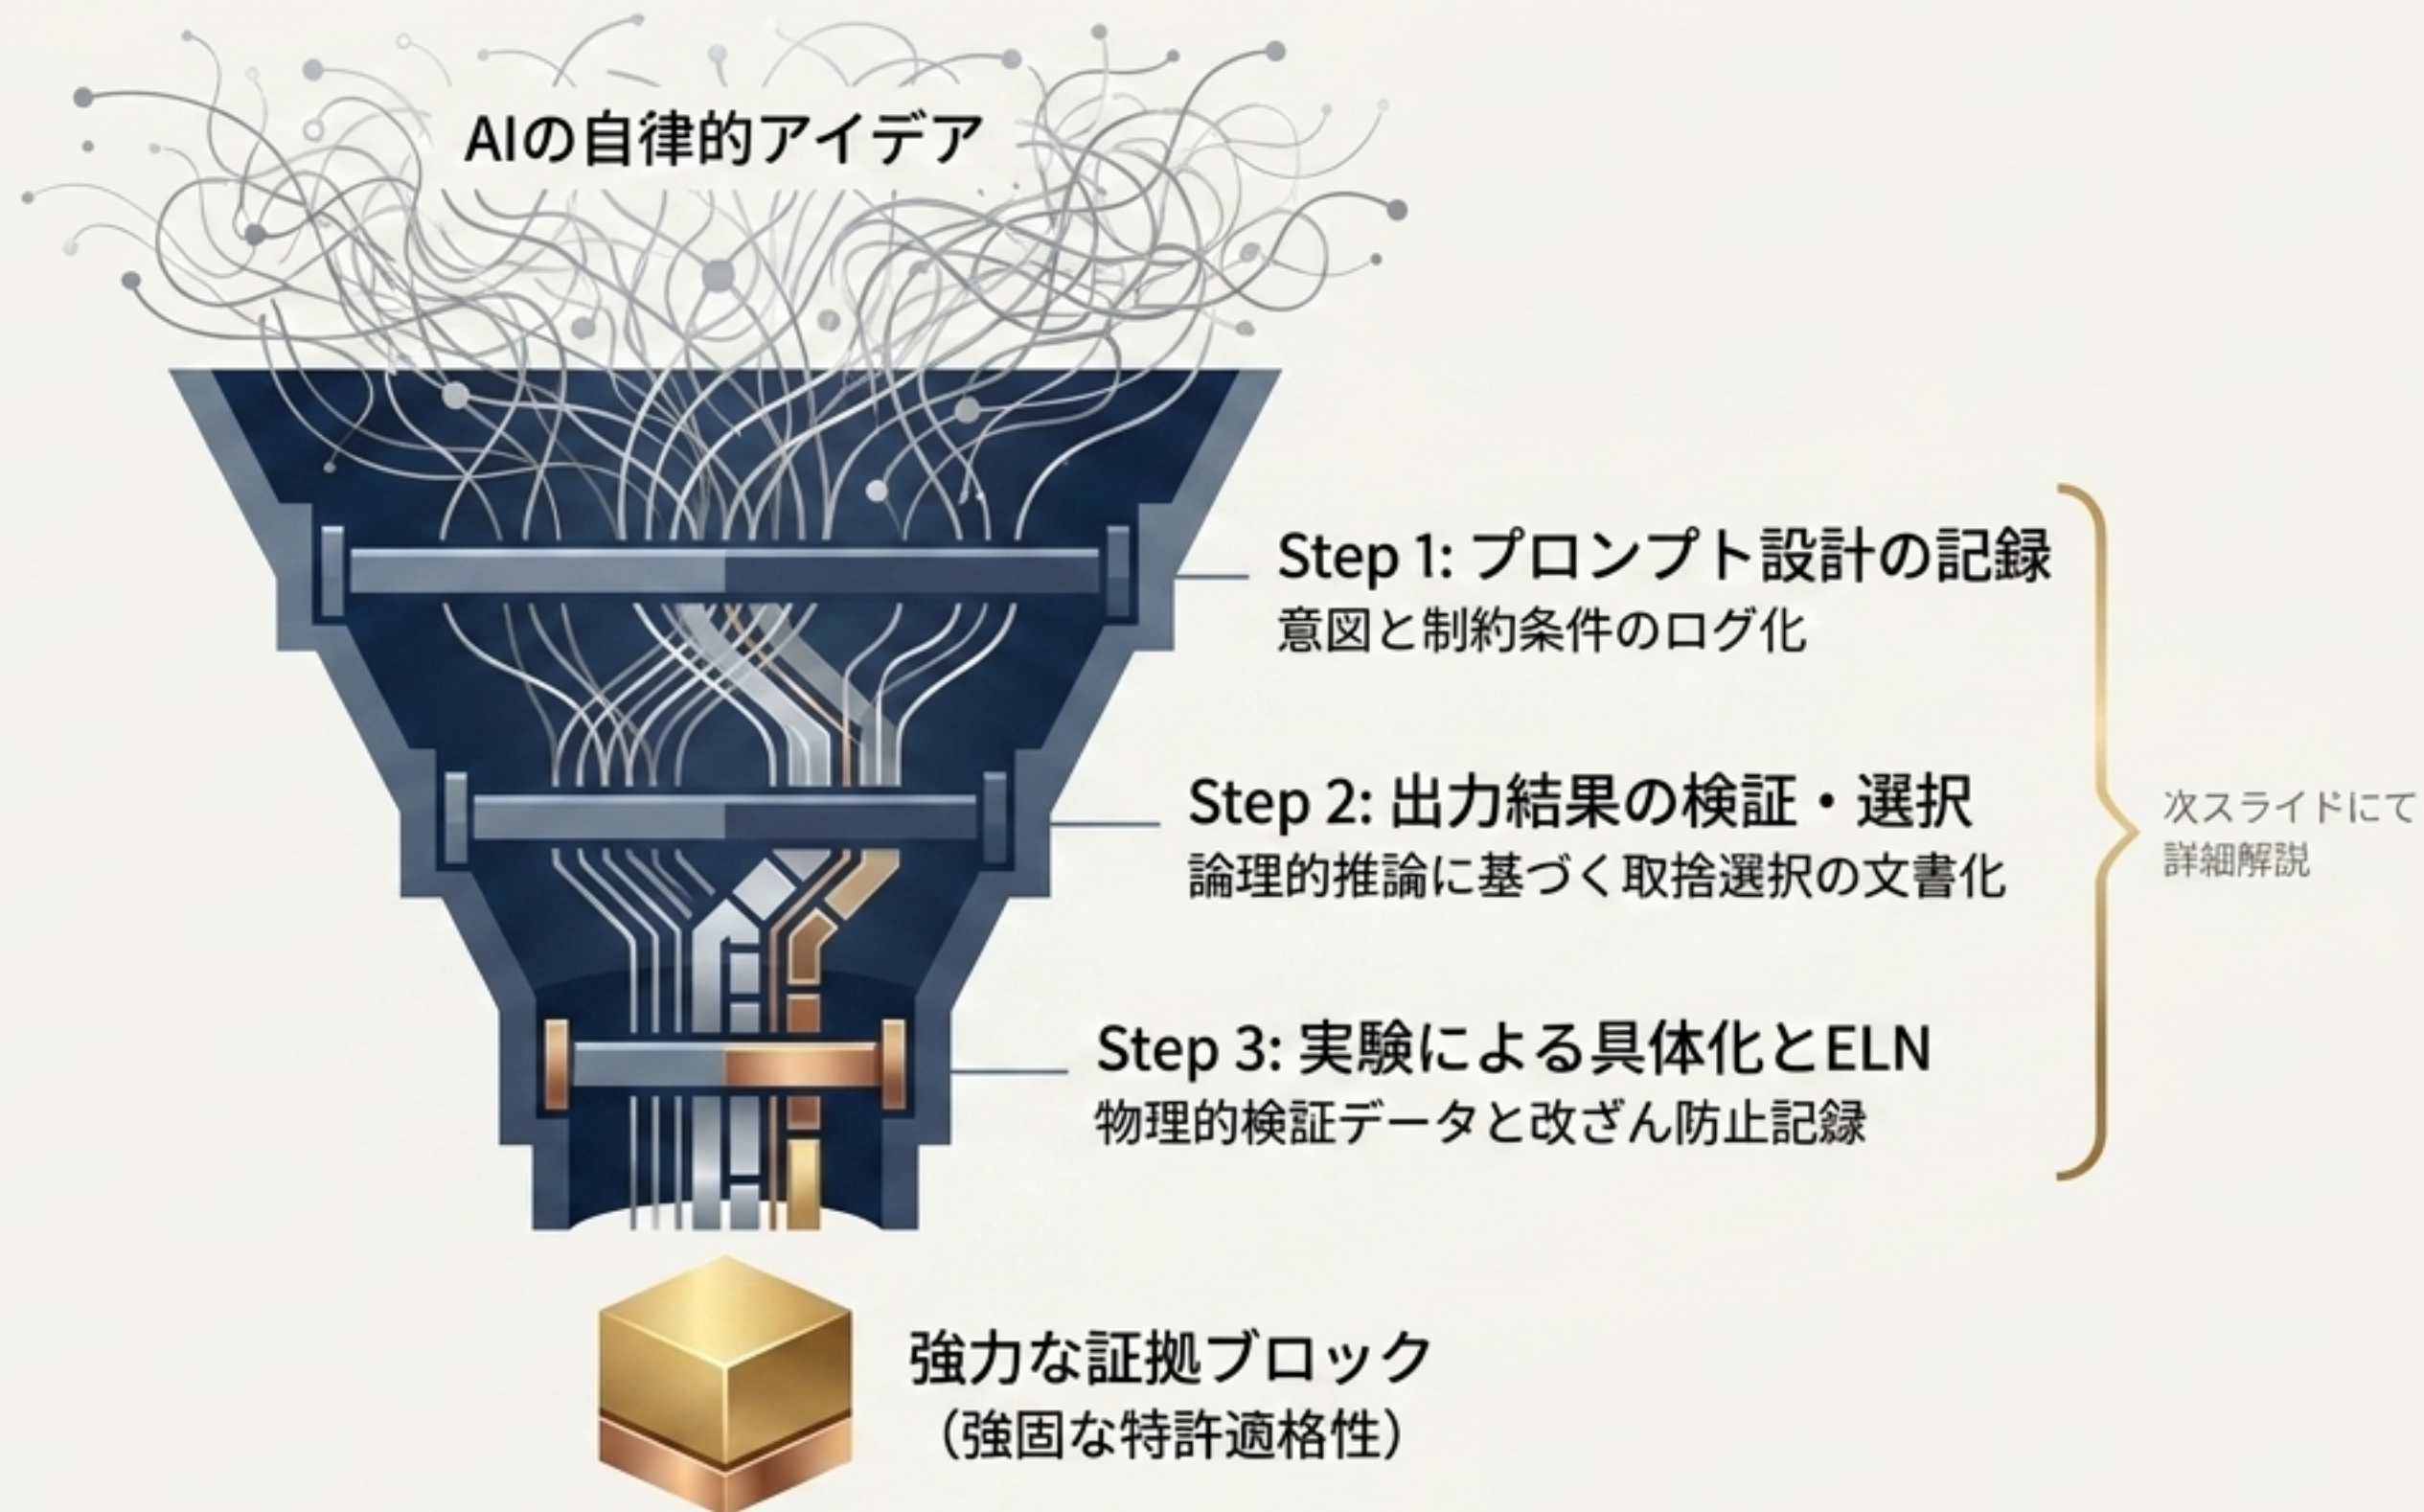 AIの自律的アイデア
Step 1: プロンプト設計の記録
意図と制約条件のログ化
Step 2: 出力結果の検証・選択
論理的推論に基づく取捨選択の文書化
Step 3: 実験による具体化とELN
物理的検証データと改ざん防止記録
次スライドにて
詳細解説
強力な証拠ブロック
（強固な特許適格性）